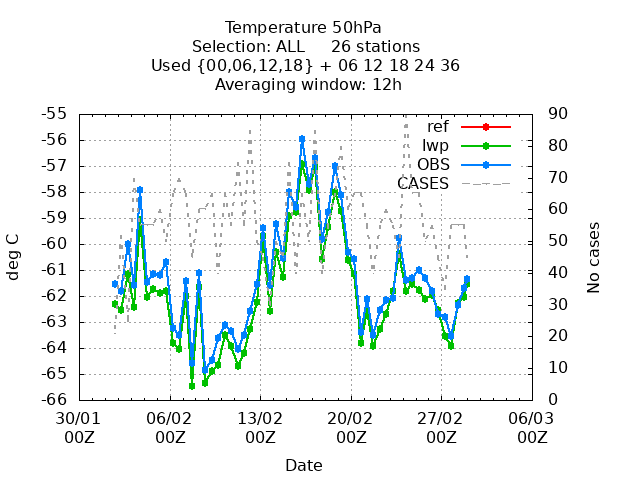 Temperature 50hPa
Selection: ALL     26 stations
Used {00,06,12,18} + 06 12 18 24 36
Averaging window: 12h
ref
lwp
OBS
CASES
-55
-56
-57
-58
-59
-60
-61
-62
-63
-64
-65
-66
deg C
90
80
70
60
50
40
30
20
10
0
No cases
30/01 06/02 13/02 20/02 27/02 06/03
00Z 00Z 00Z 00Z 00Z 00Z
Date